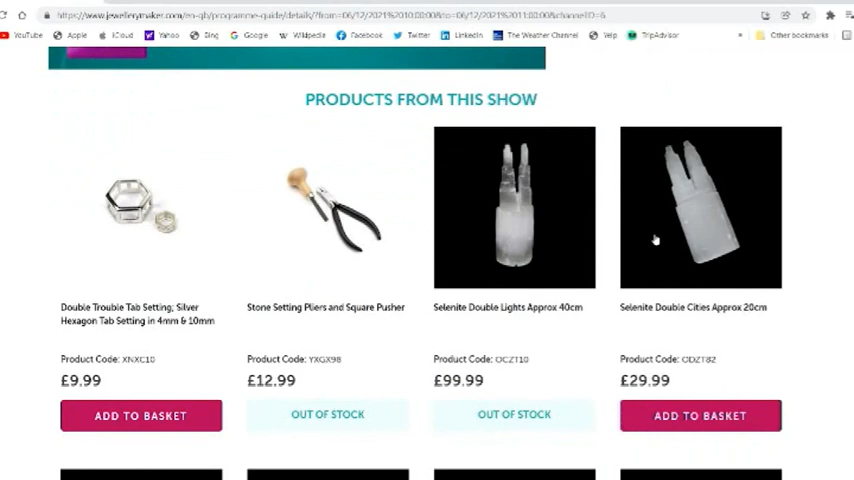 https://www.jewellerymaker.com/en-gb/programme-guide/details/?from=06/12/2021%2010:00:00&to=06/12/2021%2011:00:00&channelID=6
YouTube Apple iCloud Yahoo Bing Google Wikipedia Facebook Twitter LinkedIn The Weather Channel Yelp TripAdvisor » Other bookmarks
PRODUCTS FROM THIS SHOW
Double Trouble Tab Setting; Silver
Hexagon Tab Setting in 4mm & 10mm
Stone Setting Pliers and Square Pusher
Selenite Double Lights Approx 40cm
Selenite Double Cities Approx 20cm
Product Code: XNXC10
Product Code: YXGX98
Product Code: OCZT10
Product Code: ODZT82
£9.99
£12.99
£99.99
£29.99
ADD TO BASKET
OUT OF STOCK
OUT OF STOCK
ADD TO BASKET